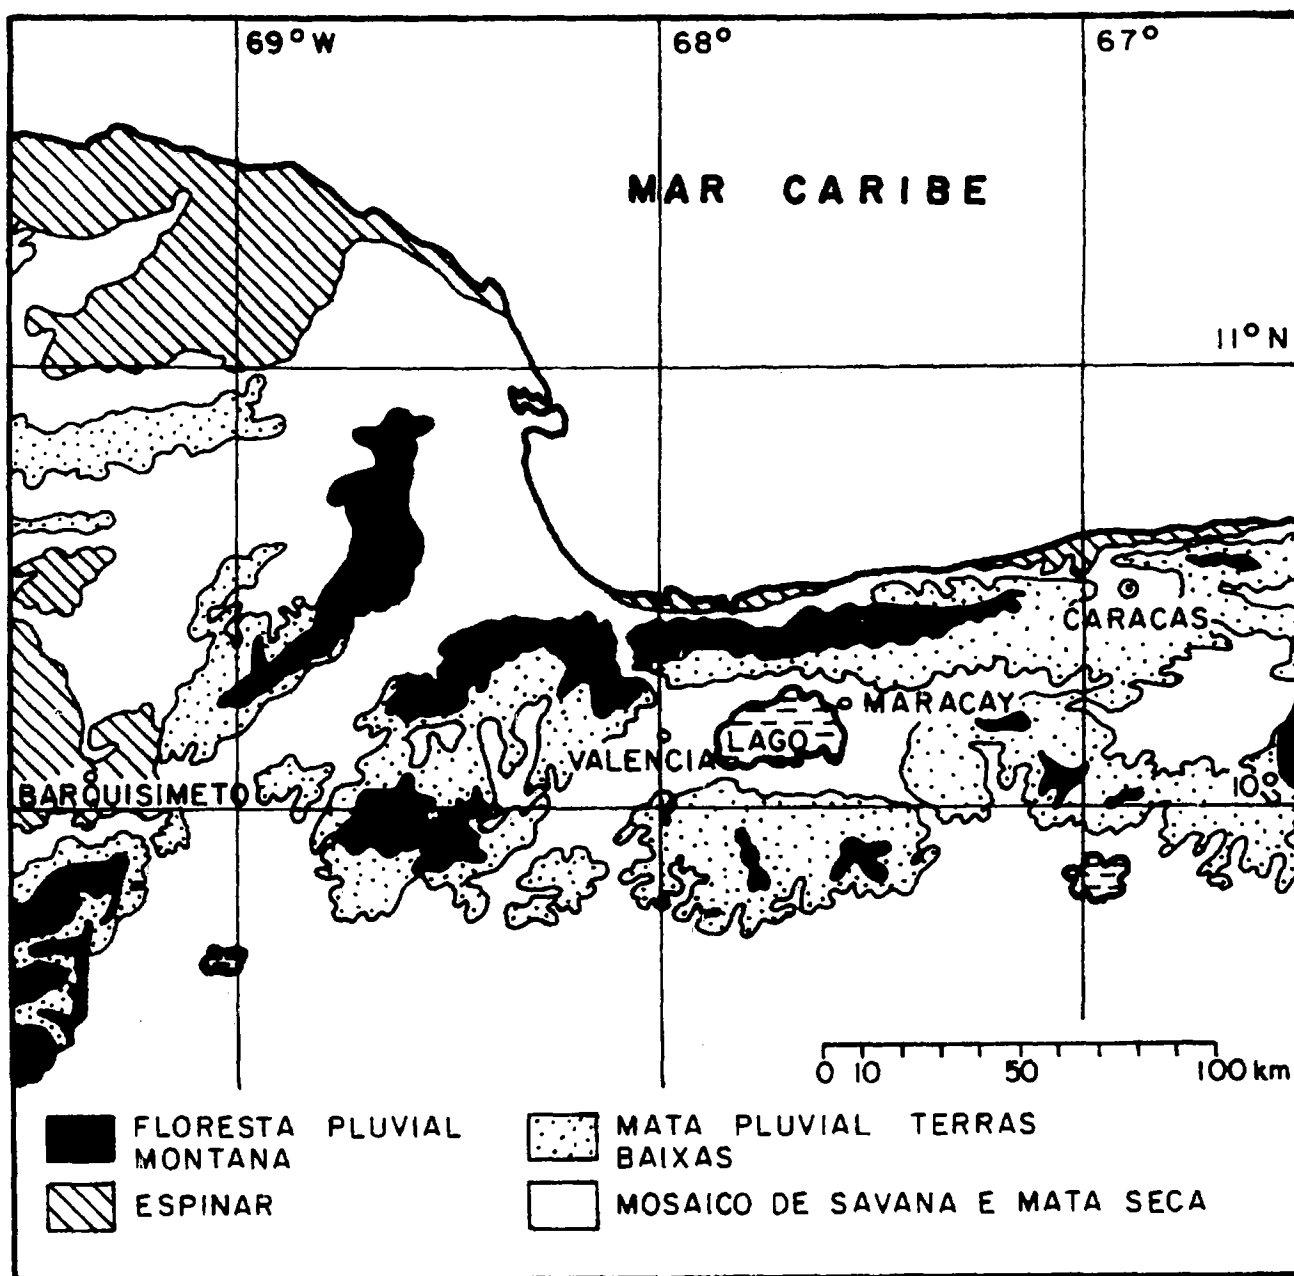 69° W
68°
67°
MAR CARIBE
11° N
CARACAS
MARACAY
LAGO
VALENCIA
10°
BARQUISIMETO
0 10 50 100 km
FLORESTA PLUVIAL
MONTANA
MATA PLUVIAL TERRAS
BAIXAS
ESPINAR
MOSAICO DE SAVANA E MATA SECA